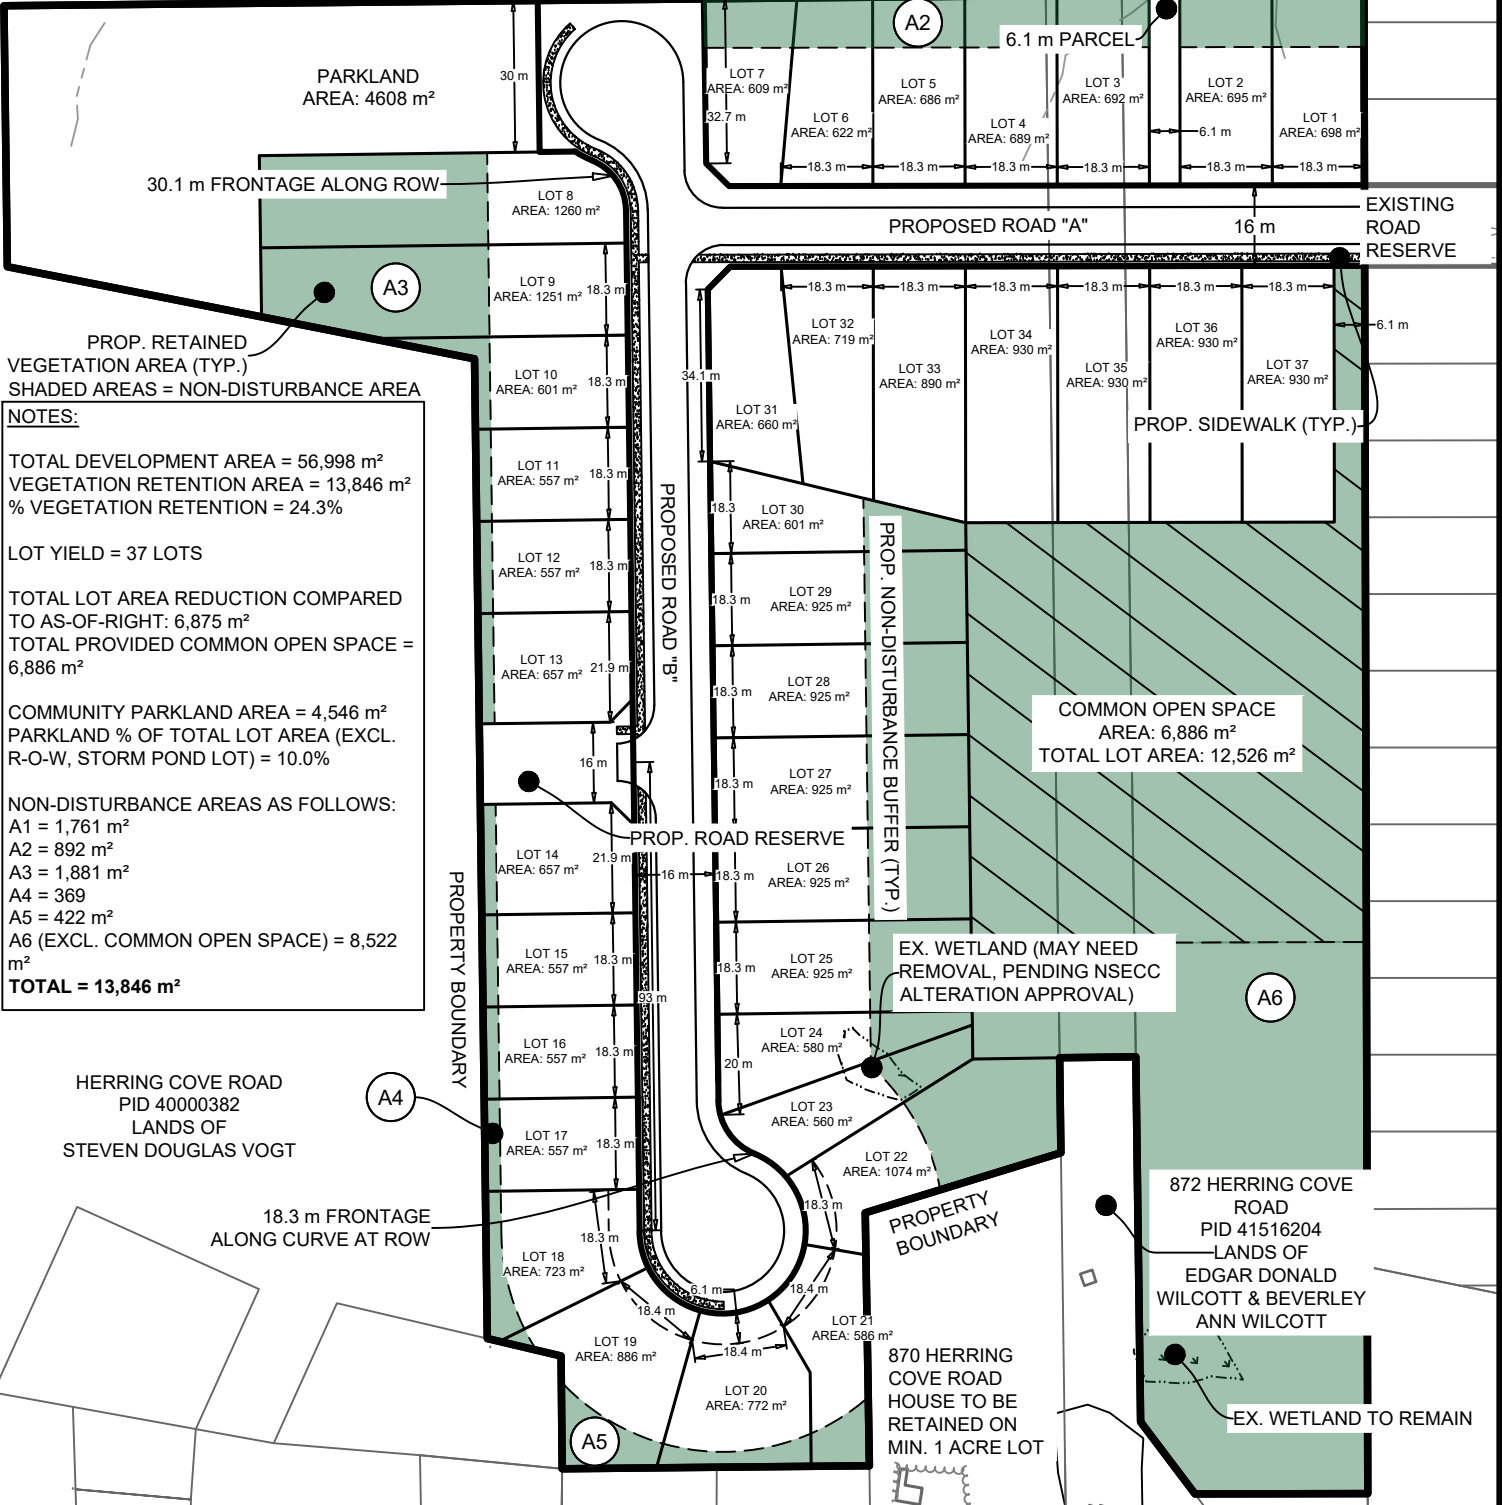 A2
6.1 m PARCEL
PARKLAND
AREA: 4608 m²
30 m
LOT 7
AREA: 609 m²
32.7 m
LOT 6
AREA: 622 m²
LOT 5
AREA: 686 m²
LOT 4
AREA: 689 m²
LOT 3
AREA: 692 m²
LOT 2
AREA: 695 m²
LOT 1
AREA: 698 m²
6.1 m
18.3 m
18.3 m
18.3 m
18.3 m
18.3 m
18.3 m
30.1 m FRONTAGE ALONG ROW
LOT 8
AREA: 1260 m²
PROPOSED ROAD "A"
16 m
EXISTING
ROAD
RESERVE
A3
LOT 9
AREA: 1251 m²
18.3 m
18.3 m
18.3 m
18.3 m
18.3 m
18.3 m
18.3 m
6.1 m
PROP. RETAINED
VEGETATION AREA (TYP.)
SHADED AREAS = NON-DISTURBANCE AREA
LOT 10
AREA: 601 m²
18.3 m
34.1 m
LOT 31
AREA: 660 m²
LOT 32
AREA: 719 m²
LOT 33
AREA: 890 m²
LOT 34
AREA: 930 m²
LOT 35
AREA: 930 m²
LOT 36
AREA: 930 m²
LOT 37
AREA: 930 m²
PROP. SIDEWALK (TYP.)
NOTES:
TOTAL DEVELOPMENT AREA = 56,998 m²
VEGETATION RETENTION AREA = 13,846 m²
% VEGETATION RETENTION = 24.3%
LOT YIELD = 37 LOTS
TOTAL LOT AREA REDUCTION COMPARED
TO AS-OF-RIGHT: 6,875 m²
TOTAL PROVIDED COMMON OPEN SPACE =
6,886 m²
COMMUNITY PARKLAND AREA = 4,546 m²
PARKLAND % OF TOTAL LOT AREA (EXCL.
R-O-W, STORM POND LOT) = 10.0%
NON-DISTURBANCE AREAS AS FOLLOWS:
A1 = 1,761 m²
A2 = 892 m²
A3 = 1,881 m²
A4 = 369
A5 = 422 m²
A6 (EXCL. COMMON OPEN SPACE) = 8,522
m²
TOTAL = 13,846 m²
LOT 11
AREA: 557 m²
18.3 m
LOT 12
AREA: 557 m²
18.3 m
LOT 13
AREA: 657 m²
21.9 m
16 m
PROPOSED ROAD "B"
PROP. ROAD RESERVE
LOT 30
AREA: 601 m²
18.3
LOT 29
AREA: 925 m²
18.3 m
LOT 28
AREA: 925 m²
18.3 m
LOT 27
AREA: 925 m²
18.3 m
LOT 26
AREA: 925 m²
18.3 m
LOT 25
AREA: 925 m²
18.3 m
LOT 24
AREA: 580 m²
20 m
PROP. NON-DISTURBANCE BUFFER (TYP.)
COMMON OPEN SPACE
AREA: 6,886 m²
TOTAL LOT AREA: 12,526 m²
LOT 14
AREA: 657 m²
21.9 m
16 m
93 m
LOT 15
AREA: 557 m²
18.3 m
LOT 16
AREA: 557 m²
18.3 m
LOT 17
AREA: 557 m²
18.3 m
PROPERTY BOUNDARY
EX. WETLAND (MAY NEED
REMOVAL, PENDING NSECC
ALTERATION APPROVAL)
A6
HERRING COVE ROAD
PID 40000382
LANDS OF
STEVEN DOUGLAS VOGT
A4
LOT 23
AREA: 560 m²
LOT 22
AREA: 1074 m²
18.3 m
PROPERTY
BOUNDARY
18.3 m FRONTAGE
ALONG CURVE AT ROW
LOT 18
AREA: 723 m²
18.3 m
6.1 m
18.4 m
18.4 m
18.4 m
LOT 19
AREA: 886 m²
LOT 20
AREA: 772 m²
LOT 21
AREA: 586 m²
872 HERRING COVE
ROAD
PID 41516204
LANDS OF
EDGAR DONALD
WILCOTT & BEVERLEY
ANN WILCOTT
870 HERRING
COVE ROAD
HOUSE TO BE
RETAINED ON
MIN. 1 ACRE LOT
EX. WETLAND TO REMAIN
A5